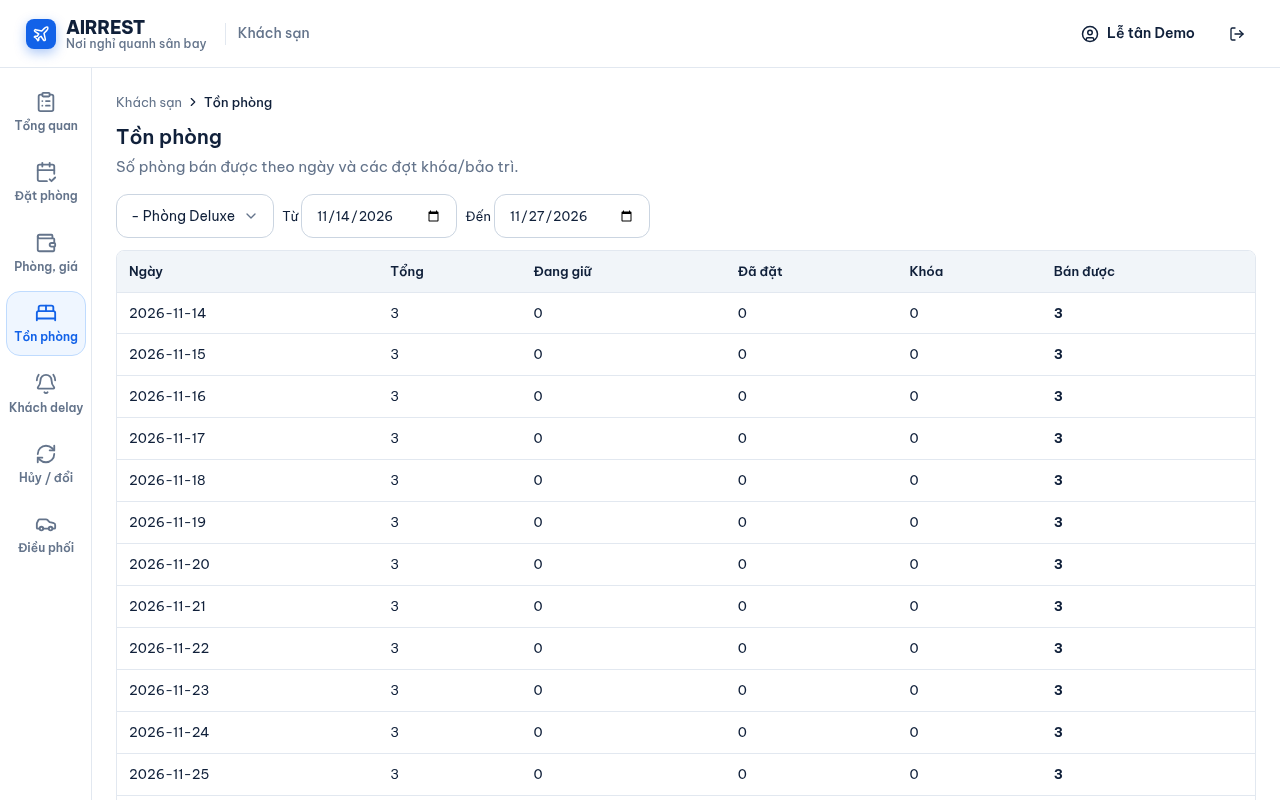 AIRREST
Nơi nghỉ quanh sân bay
Khách sạn
Lễ tân Demo
Tổng quan
Đặt phòng
Phòng, giá
Tồn phòng
Khách delay
Hủy / đổi
Điều phối
Khách sạn > Tồn phòng
Tồn phòng
Số phòng bán được theo ngày và các đợt khóa/bảo trì.
- Phòng Deluxe Từ 11/14/2026 Đến 11/27/2026
Ngày Tổng Đang giữ Đã đặt Khóa Bán được
2026-11-14 3 0 0 0 3
2026-11-15 3 0 0 0 3
2026-11-16 3 0 0 0 3
2026-11-17 3 0 0 0 3
2026-11-18 3 0 0 0 3
2026-11-19 3 0 0 0 3
2026-11-20 3 0 0 0 3
2026-11-21 3 0 0 0 3
2026-11-22 3 0 0 0 3
2026-11-23 3 0 0 0 3
2026-11-24 3 0 0 0 3
2026-11-25 3 0 0 0 3